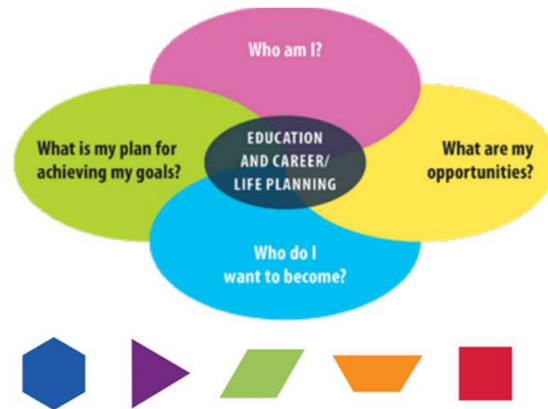 Who am I?
What is my plan for
achieving my goals?
EDUCATION
AND CAREER/
LIFE PLANNING
What are my
opportunities?
Who do I
want to become?